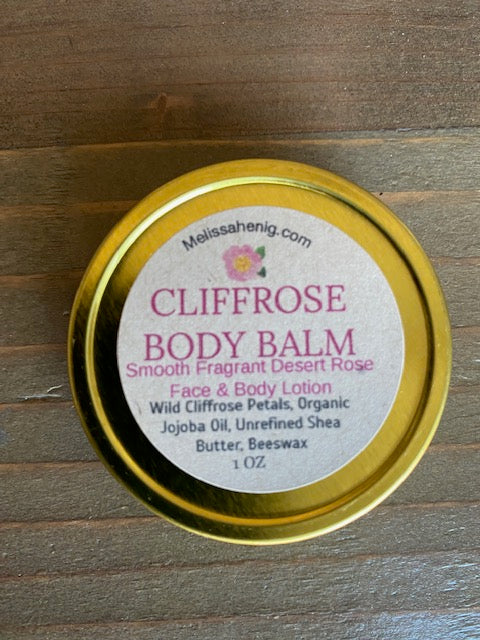 Melissahenig.com
CLIFFROSE
BODY BALM
Smooth Fragrant Desert Rose
Face & Body Lotion
Wild Cliffrose Petals, Organic
Jojoba Oil, Unrefined Shea
Butter, Beeswax
1 OZ